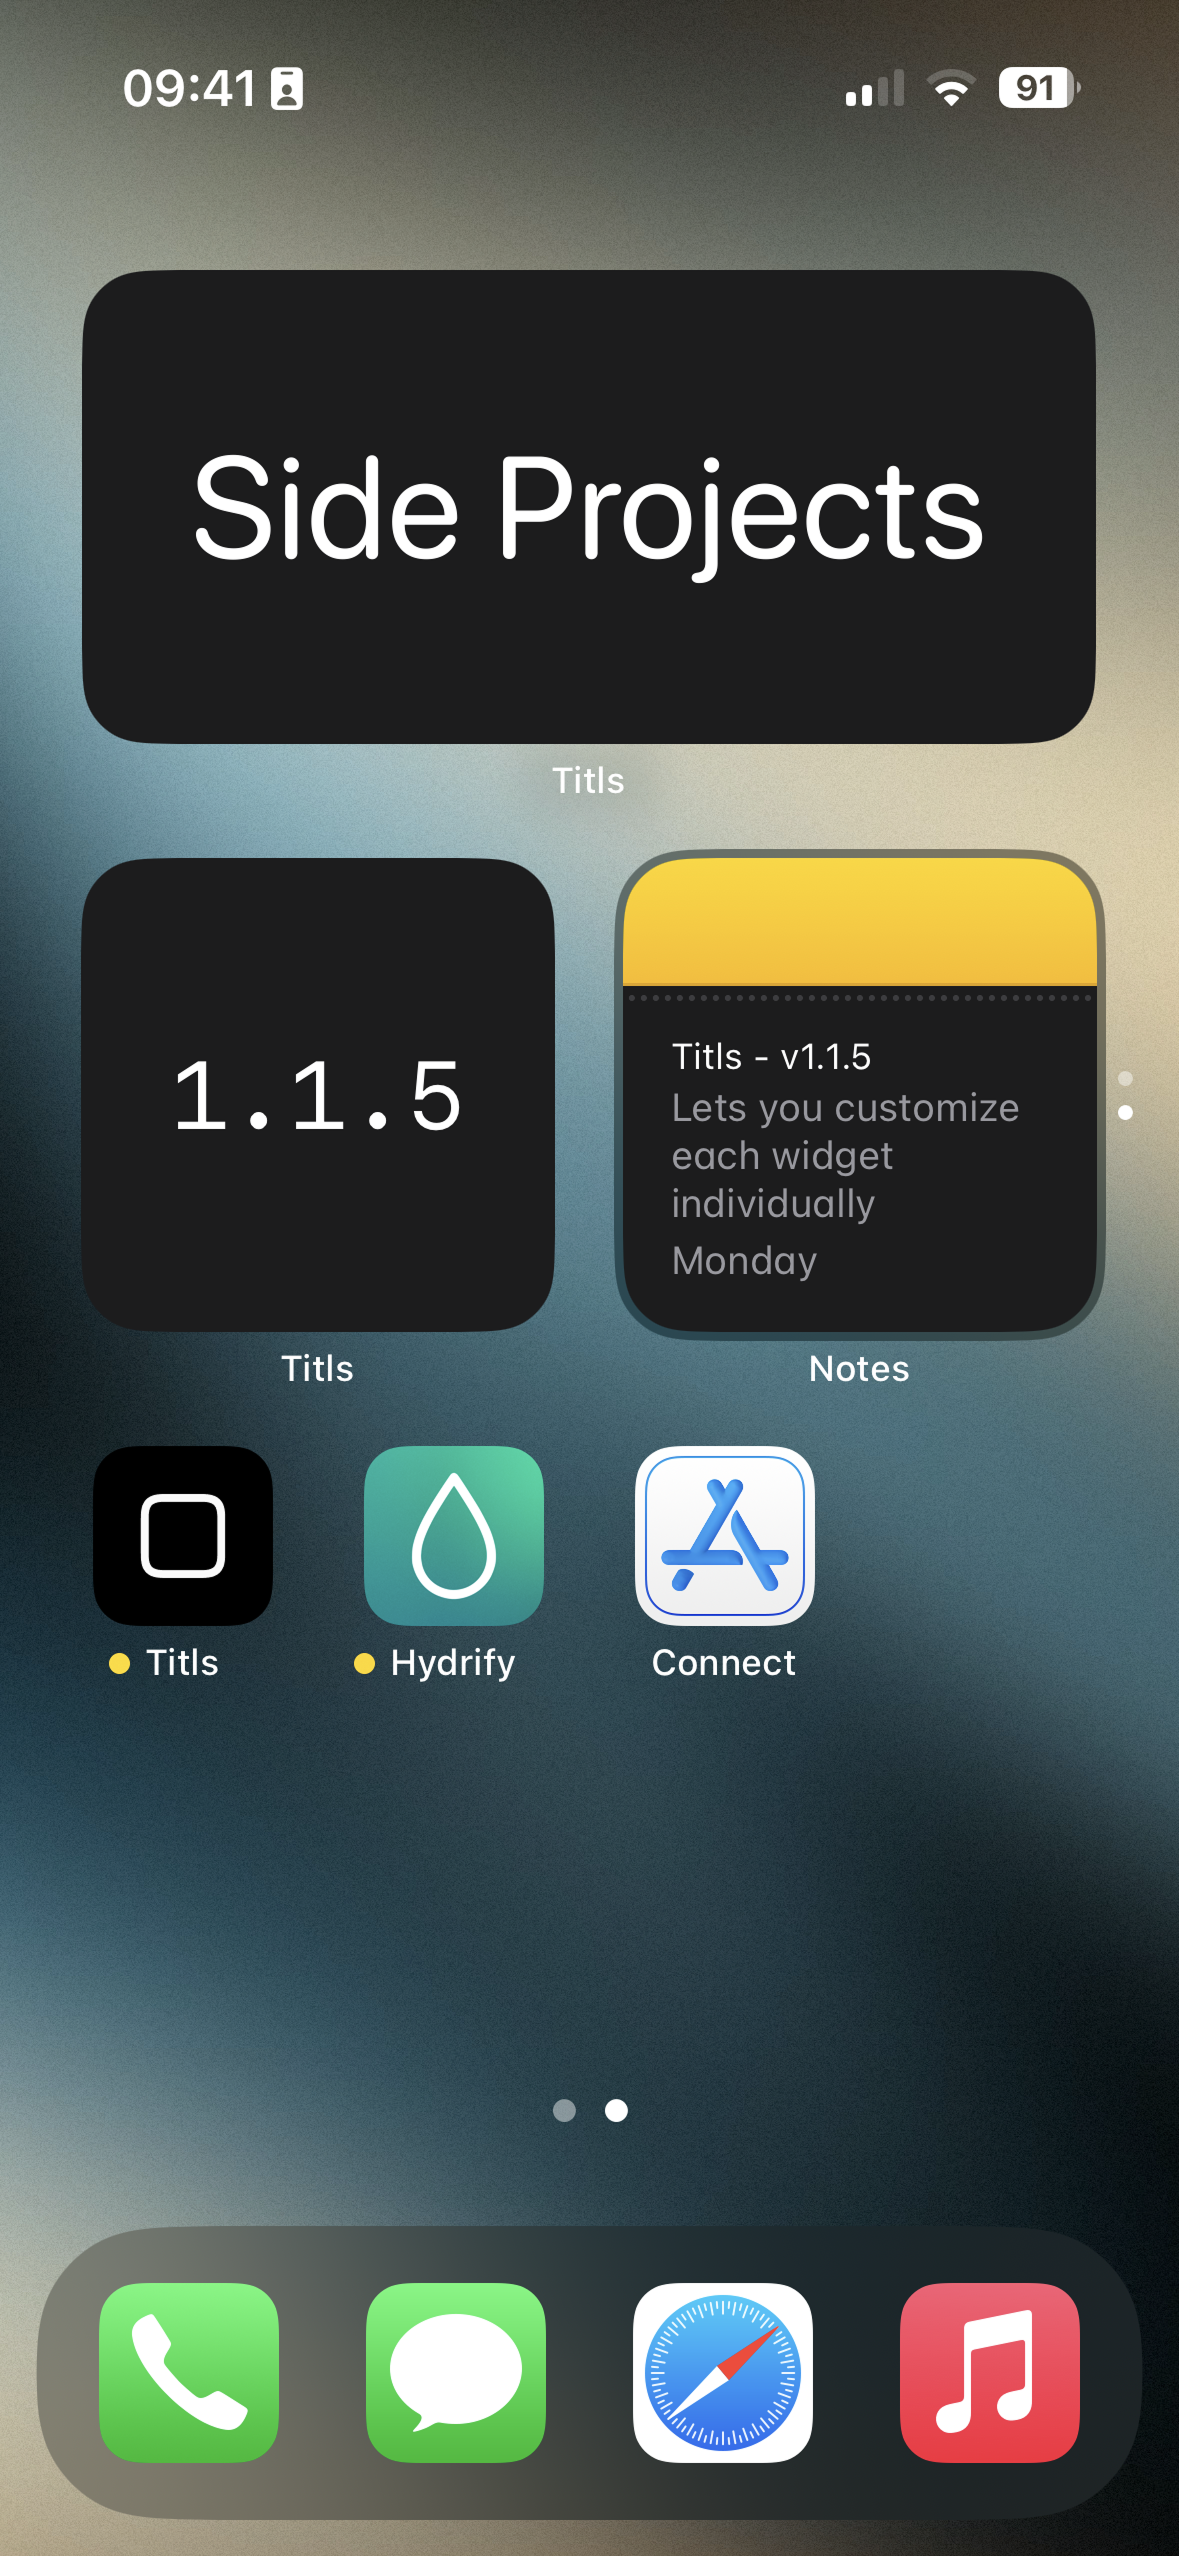 09:41
91
Side Projects
Titls
1.1.5
Titls - v1.1.5
Lets you customize
each widget
individually
Monday
Titls
Notes
Titls
Hydrify
Connect